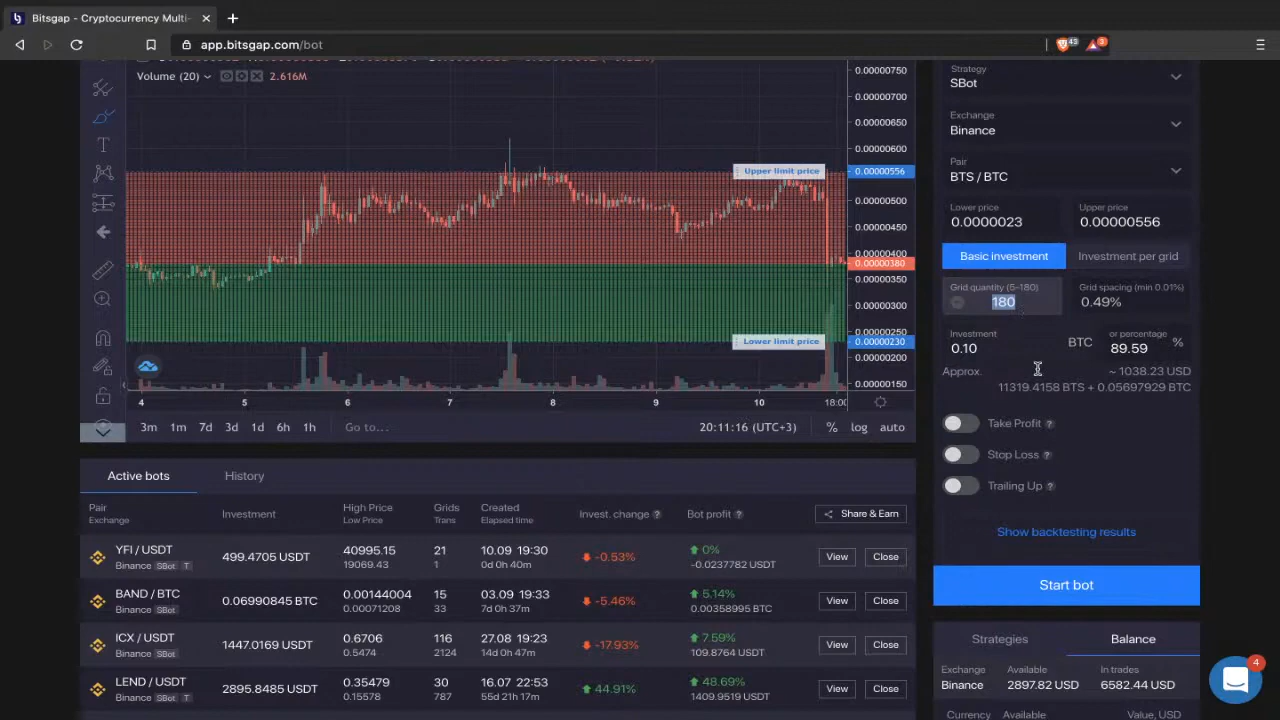 Bitsgap - Cryptocurrency Multi-
app.bitsgap.com/bot
43
3
Volume (20)
2.616M
0.00000750
0.00000700
0.00000650
0.00000600
0.00000556
0.00000500
0.00000450
0.00000400
0.00000380
0.00000300
0.00000250
0.00000230
0.00000200
0.00000150
Upper limit price
Lower limit price
4 5 6 7 8 9 10 18:00
3m 1m 7d 3d 1d 6h 1h Go to... 20:11:16 (UTC+3) % log auto
Strategy
SBot
Exchange
Binance
Pair
BTS / BTC
Lower price Upper price
0.0000023 0.00000556
Basic investment Investment per grid
Grid quantity (5-180) Grid spacing (min 0.01%)
180 0.49%
Investment or percentage
0.10 BTC 89.59 %
Approx. ~ 1038.23 USD
11319.4158 BTS + 0.05697929 BTC
Take Profit ?
Stop Loss ?
Trailing Up ?
Show backtesting results
Start bot
Strategies Balance
Exchange Available In trades
Binance 2897.82 USD 6582.44 USD
Currency Available Value, USD
4
Active bots History
Pair Investment High Price Grids Created Invest. change ? Bot profit ? Share & Earn
Exchange Low Price Trans Elapsed time
YFI / USDT 499.4705 USDT 40995.15 21 10.09 19:30 -0.53% 0% View Close
Binance SBot T 19069.43 1 0d 0h 40m -0.0237782 USDT
BAND / BTC 0.06990845 BTC 0.00144004 15 03.09 19:33 -5.46% 5.14% View Close
Binance SBot 0.00071208 33 7d 0h 37m 0.00358995 BTC
ICX / USDT 1447.0169 USDT 0.6706 116 27.08 19:23 -17.93% 7.59% View Close
Binance SBot 0.5474 2124 14d 0h 47m 109.8764 USDT
LEND / USDT 2895.8485 USDT 0.35479 30 16.07 22:53 44.91% 48.69% View Close
Binance SBot T 0.15578 787 55d 21h 17m 1409.9519 USDT